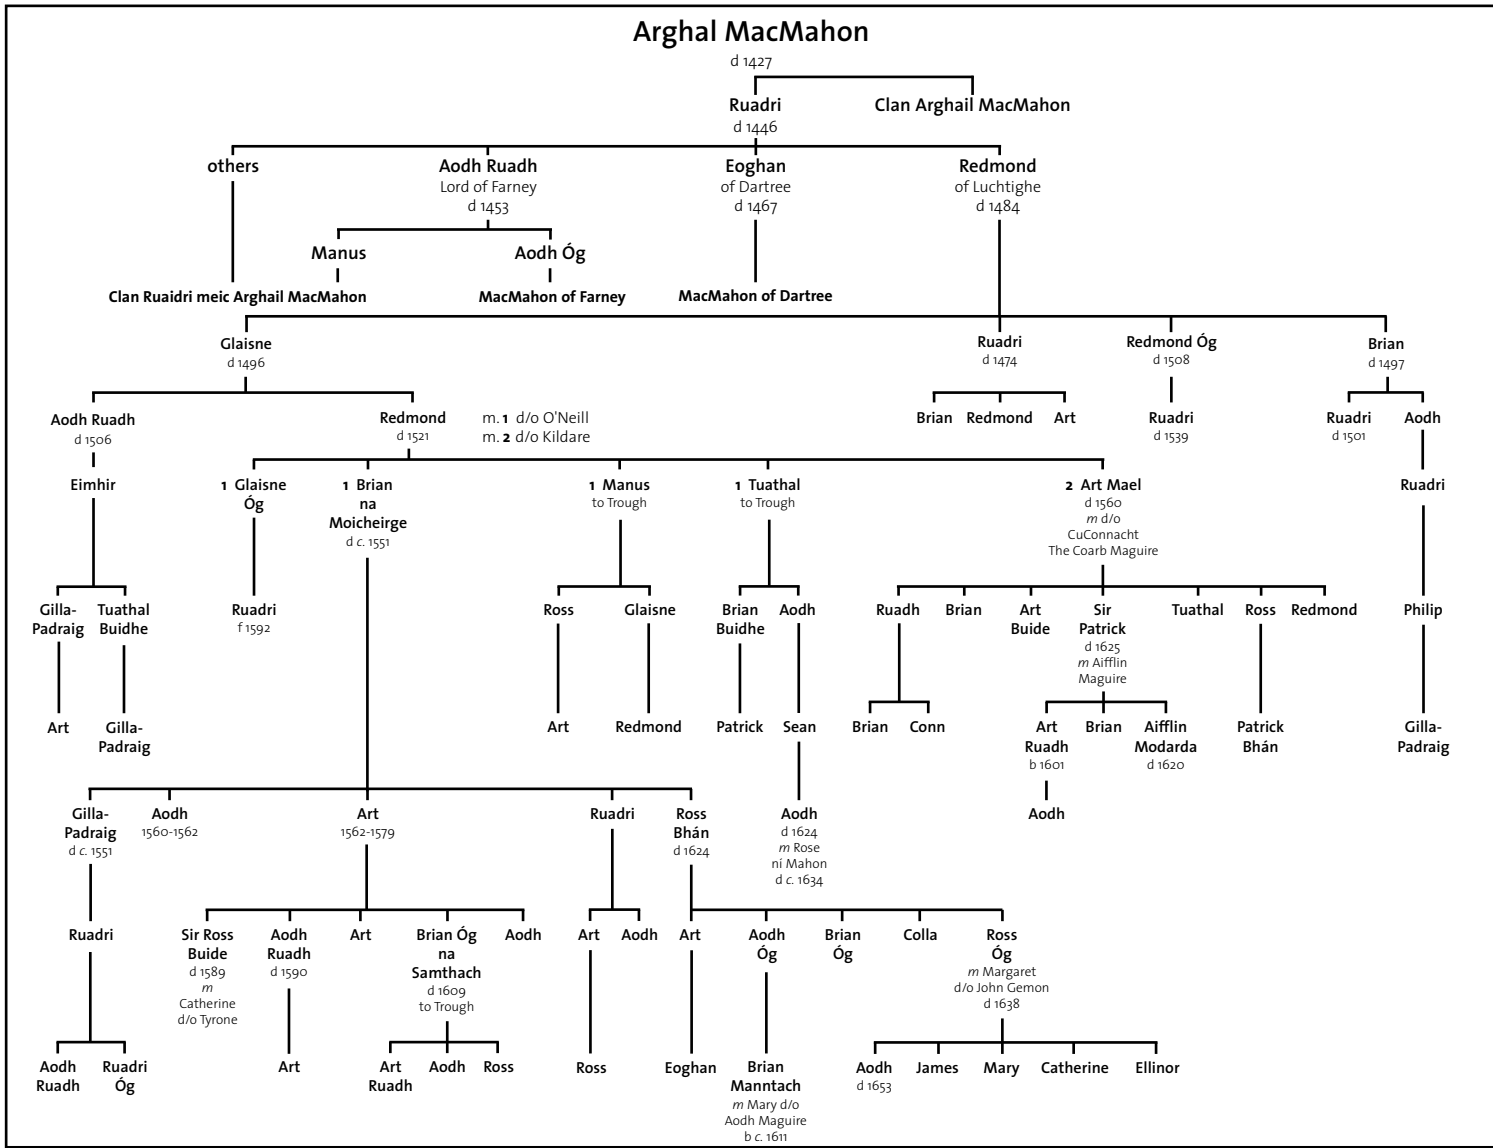 Arghal MacMahon
d 1427
Ruadri
d 1446
Clan Arghail MacMahon
others
Aodh Ruadh
Lord of Farney
d 1453
Eoghan
of Dartree
d 1467
Redmond
of Luchtighe
d 1484
Manus
Aodh Óg
Clan Ruaidri meic Arghail MacMahon
MacMahon of Farney
MacMahon of Dartree
Glaisne
d 1496
Ruadri
d 1474
Redmond Óg
d 1508
Brian
d 1497
Aodh Ruadh
d 1506
Redmond
d 1521
m. 1 d/o O'Neill
m. 2 d/o Kildare
Brian
Redmond
Art
Ruadri
d 1539
Ruadri
d 1501
Aodh
Eimhir
1 Glaisne
Óg
1 Brian
na
Moicheirge
d c. 1551
1 Manus
to Trough
1 Tuathal
to Trough
2 Art Mael
d 1560
m d/o
CuConnacht
The Coarb Maguire
Ruadri
Gilla-
Padraig
Tuathal
Buidhe
Ruadri
f 1592
Ross
Glaisne
Brian
Buidhe
Aodh
Ruadh
Brian
Art
Buide
Sir
Patrick
d 1625
m Aifflin
Maguire
Tuathal
Ross
Redmond
Philip
Art
Gilla-
Padraig
Art
Redmond
Patrick
Sean
Brian
Conn
Art
Ruadh
b 1601
Brian
Aifflin
Modarda
d 1620
Patrick
Bhán
Gilla-
Padraig
Gilla-
Padraig
d c. 1551
Aodh
1560-1562
Art
1562-1579
Ruadri
Ross
Bhán
d 1624
Aodh
d 1624
m Rose
ní Mahon
d c. 1634
Aodh
Ruadri
Sir Ross
Buide
d 1589
m
Catherine
d/o Tyrone
Aodh
Ruadh
d 1590
Art
Brian Óg
na
Samthach
d 1609
to Trough
Aodh
Art
Aodh
Art
Aodh
Óg
Brian
Óg
Colla
Ross
Óg
m Margaret
d/o John Gemon
d 1638
Aodh
Ruadh
Ruadri
Óg
Art
Art
Ruadh
Aodh
Ross
Ross
Eoghan
Brian
Manntach
m Mary d/o
Aodh Maguire
b c. 1611
Aodh
d 1653
James
Mary
Catherine
Ellinor